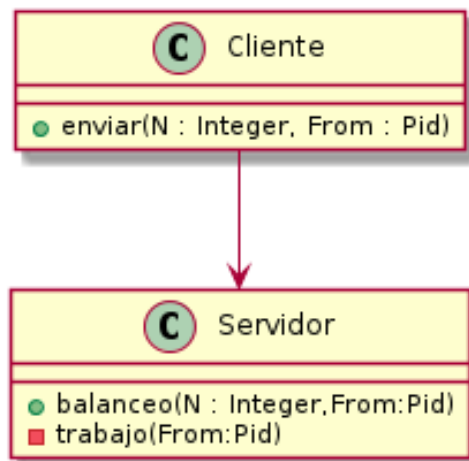 C Cliente
enviar(N : Integer, From : Pid)
C Servidor
balanceo(N : Integer,From:Pid)
trabajo(From:Pid)